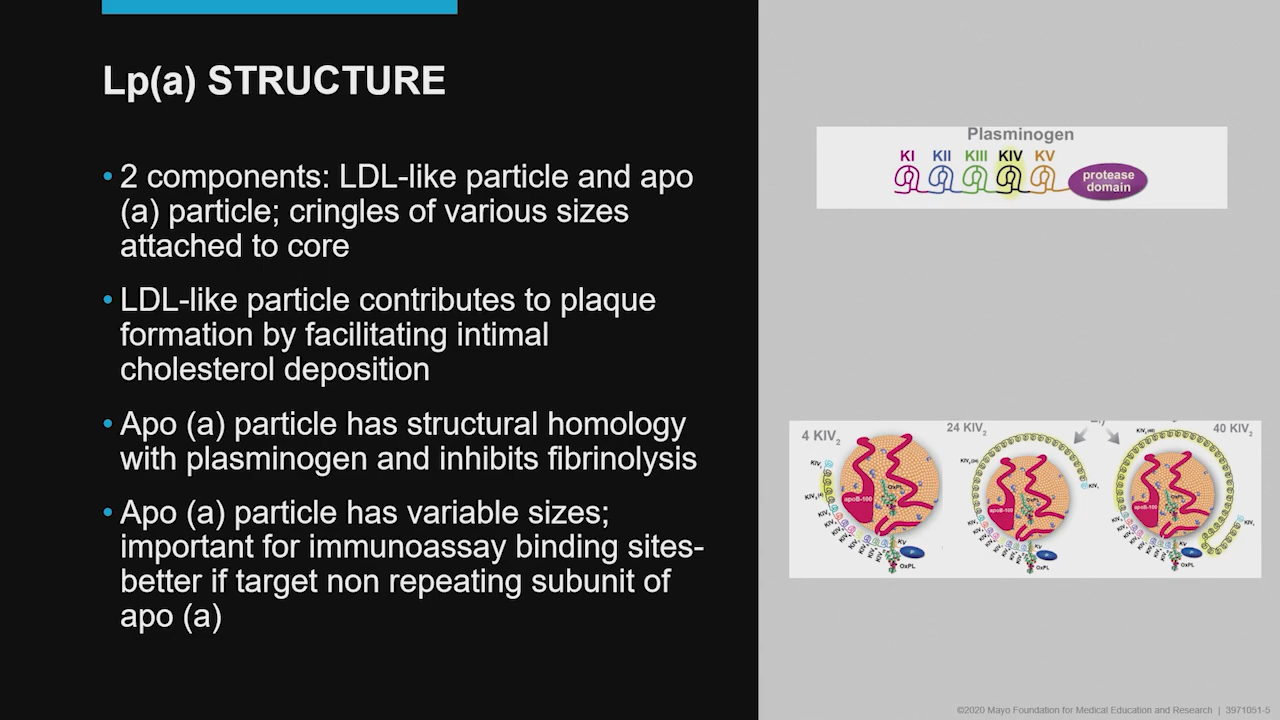 Lp(a) STRUCTURE
• 2 components: LDL-like particle and apo
(a) particle; cringles of various sizes
attached to core
• LDL-like particle contributes to plaque
formation by facilitating intimal
cholesterol deposition
• Apo (a) particle has structural homology
with plasminogen and inhibits fibrinolysis
• Apo (a) particle has variable sizes;
important for immunoassay binding sites-
better if target non repeating subunit of
apo (a)
Plasminogen
KI KII KIII KIV KV
protease
domain
4 KIV2
24 KIV2
40 KIV2
apoB-100
OxPL
KV
OxPL
apoB-100
KV
OxPL
apoB-100
KV
OxPL
©2020 Mayo Foundation for Medical Education and Research | 3971051-5